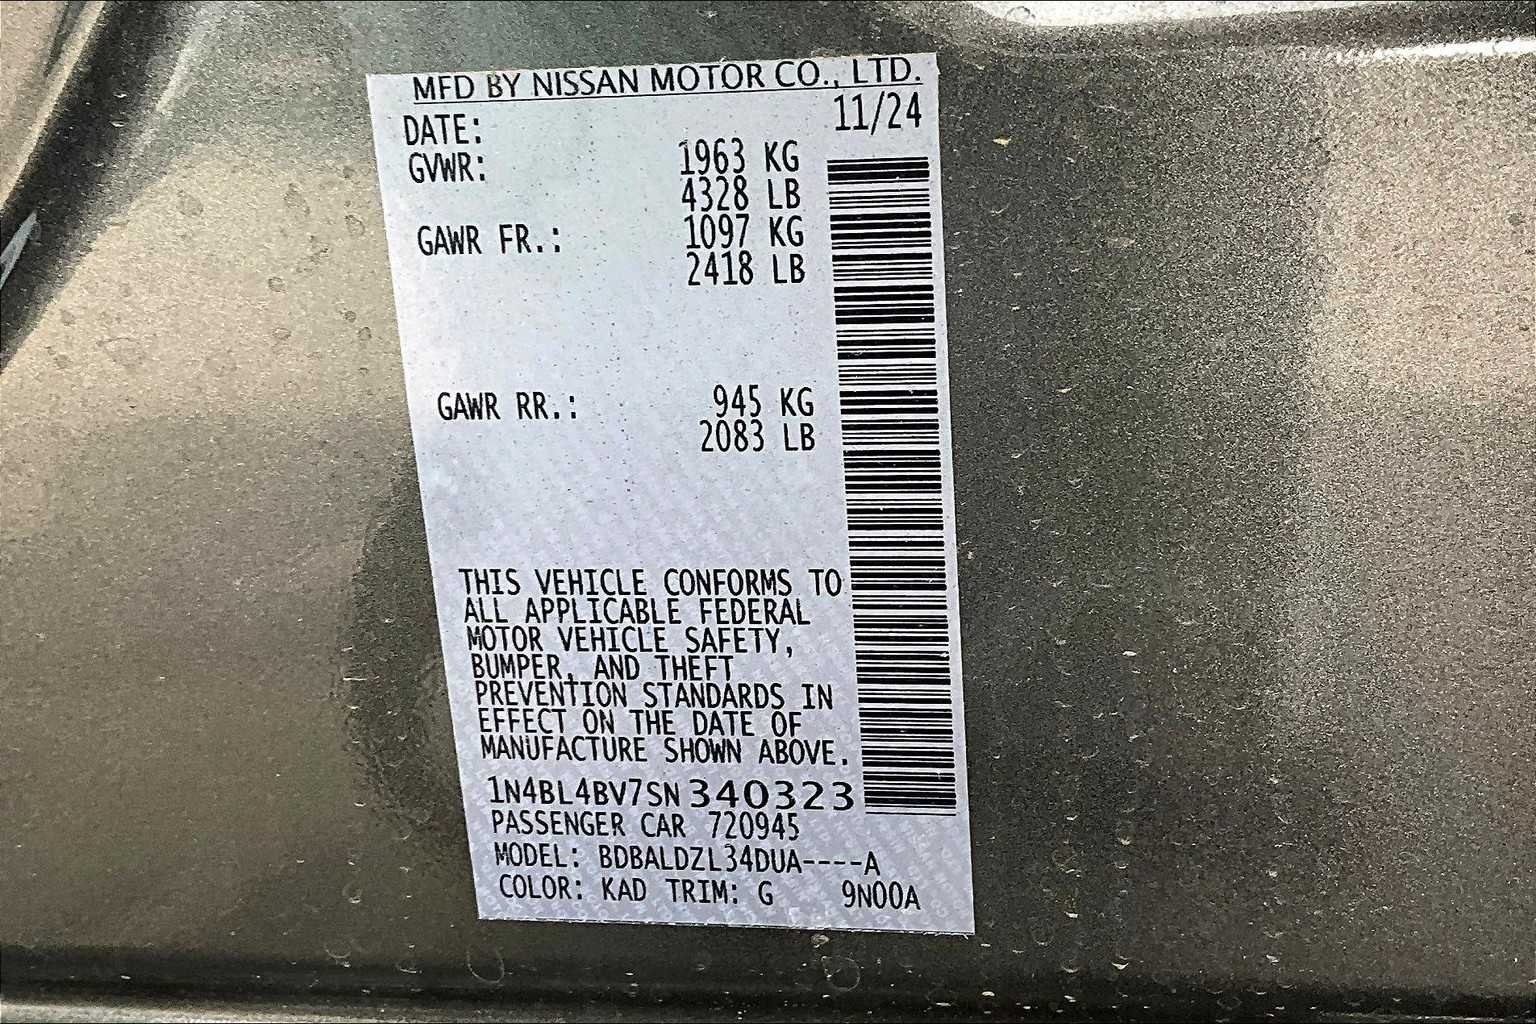 MFD BY NISSAN MOTOR CO., LTD.
DATE: 11/24
GVWR: 1963 KG
4328 LB
GAWR FR.: 1097 KG
2418 LB
GAWR RR.: 945 KG
2083 LB
THIS VEHICLE CONFORMS TO
ALL APPLICABLE FEDERAL
MOTOR VEHICLE SAFETY,
BUMPER, AND THEFT
PREVENTION STANDARDS IN
EFFECT ON THE DATE OF
MANUFACTURE SHOWN ABOVE.
1N4BL4BV7SN340323
PASSENGER CAR 720945
MODEL: BDBALDZL34DUA----A
COLOR: KAD TRIM: G 9N00A